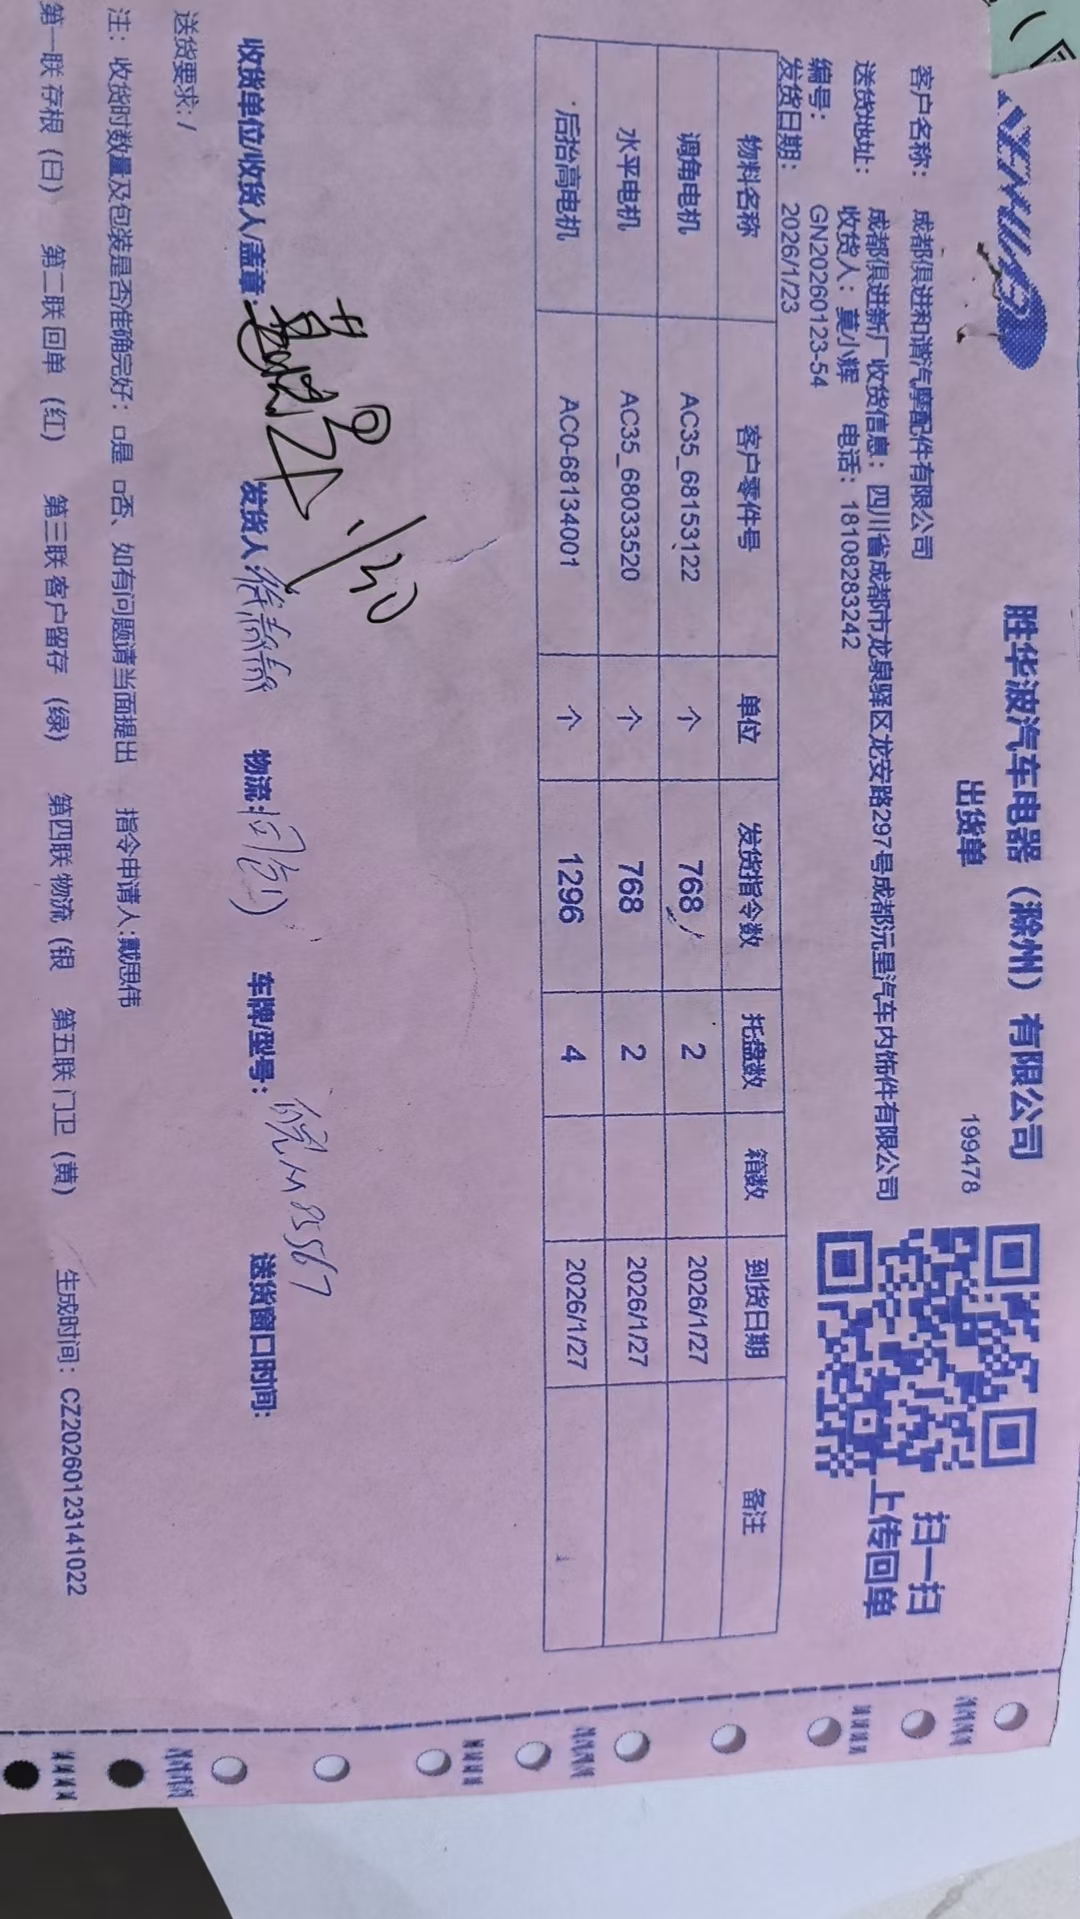 胜华波汽车电器（滁州）有限公司
出货单
199478
扫一扫
上传回单
客户名称： 成都俱进和谐汽摩配件有限公司
送货地址： 成都俱进新厂收货信息：四川省成都市龙泉驿区龙安路297号成都沅星汽车内饰件有限公司
收货人：莫小辉 电话：18108283242
编号： GN20260123-54
发货日期： 2026/1/23
物料名称 客户零件号 单位 发货指令数 托盘数 箱数 到货日期 备注
调角电机 AC35_68153122 个 768 2 2026/1/27
水平电机 AC35_68033520 个 768 2 2026/1/27
后抬高电机 AC0-68134001 个 1296 4 2026/1/27
收货单位/收货人/盖章： 1/30 发货人： 物流： 车牌/型号： 皖M85567 送货窗口时间：
送货要求：/
注：收货时数量及包装是否准确完好：□是 □否、如有问题请当面提出 指令申请人:戴思伟
第一联 存根（白） 第二联 回单（红） 第三联 客户留存（绿） 第四联 物流（银 第五联 门卫（黄） 生成时间：CZ20260123141022